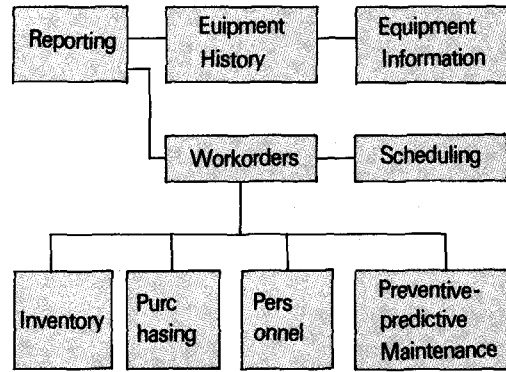 Reporting
Euipment
History
Equipment
Information
Workorders
Scheduling
Inventory
Purc
hasing
Pers
onnel
Preventive-
predictive
Maintenance